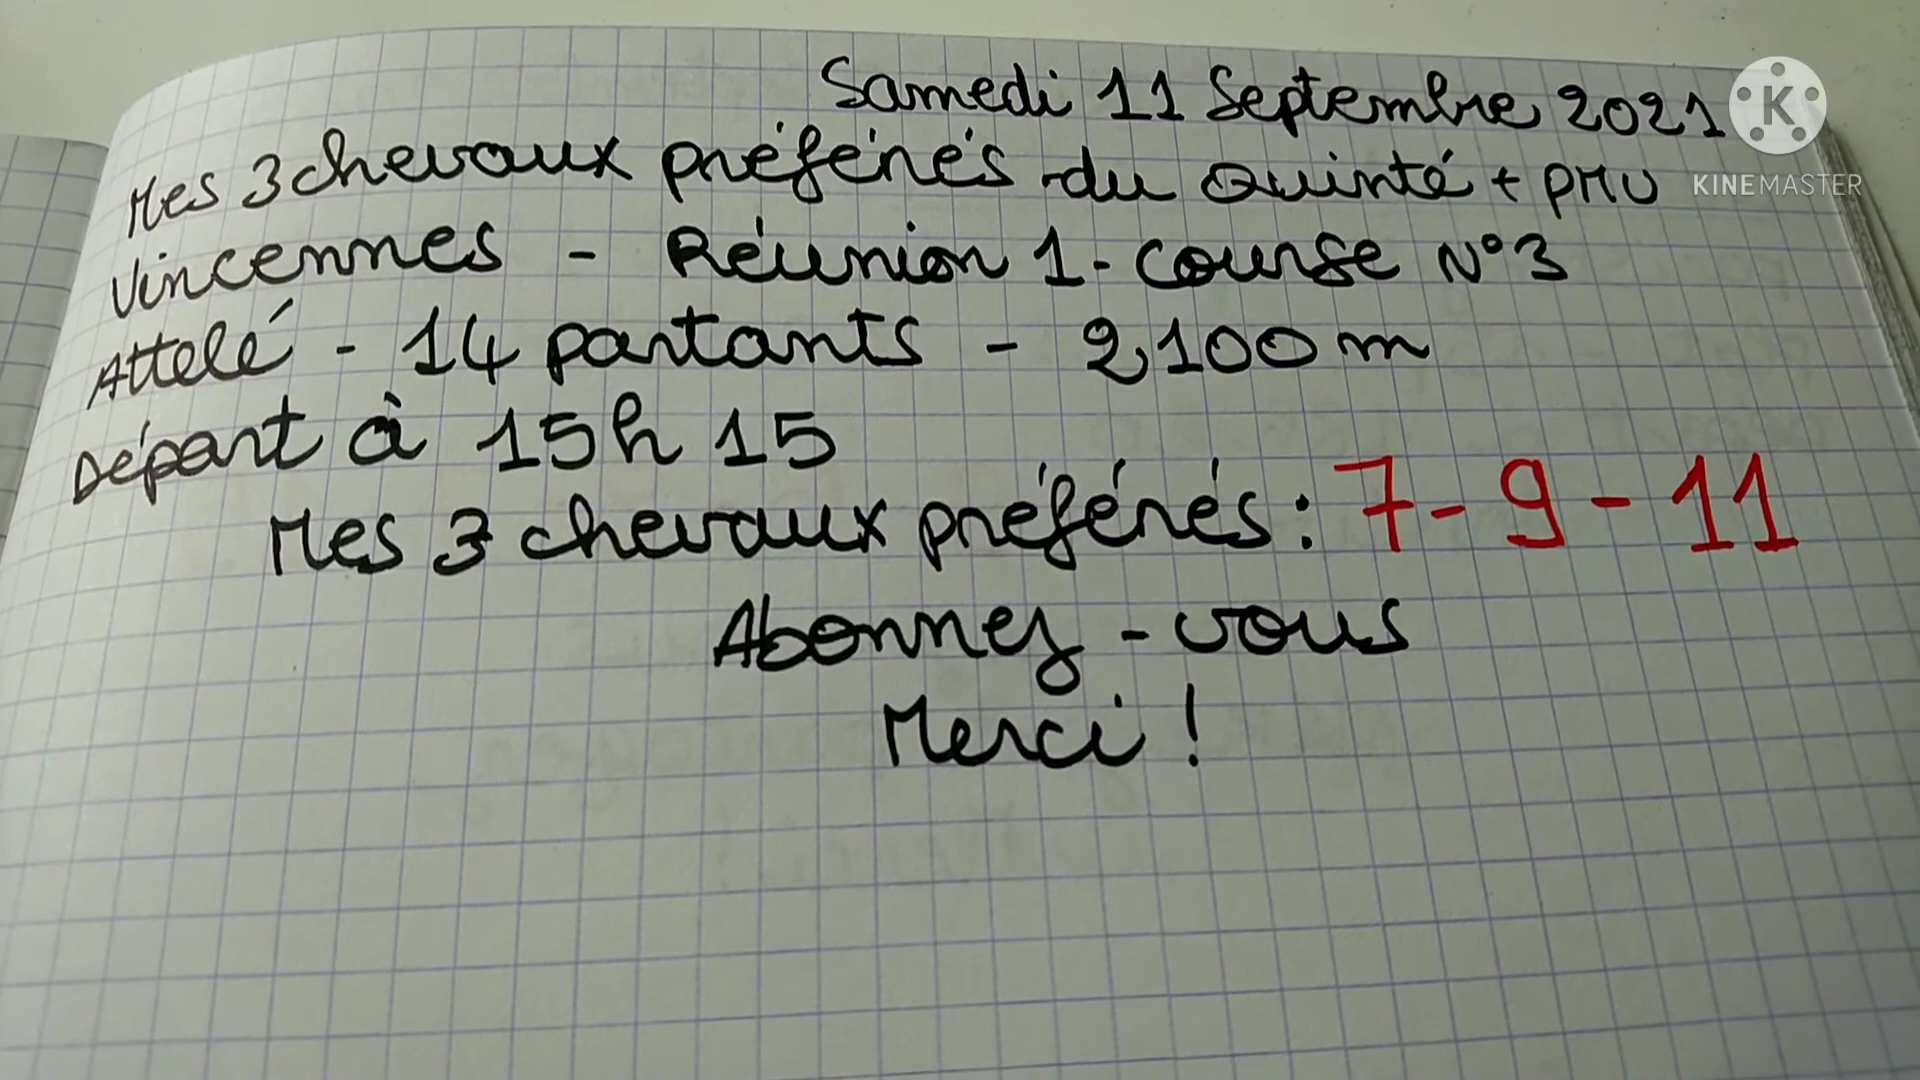 Samedi 11 Septembre 2021
Mes 3 chevaux préférés du Quinté + PMU
Vincennes - Réunion 1 - Course N°3
Attelé - 14 partants - 2100 m
Départ à 15h15
Mes 3 chevaux préférés : 7 - 9 - 11
Abonnez-vous
Merci !
K
KINEMASTER